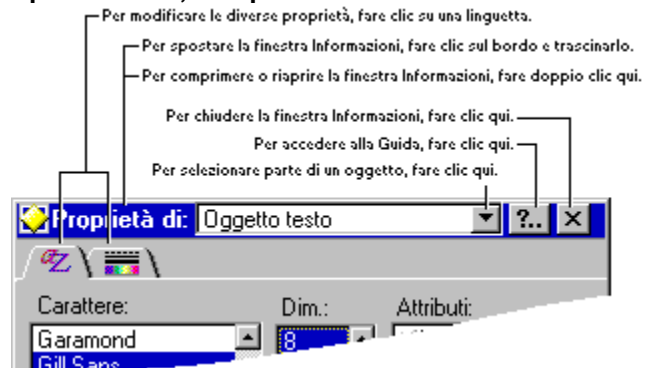 Per modificare le diverse proprietà, fare clic su una linguetta.
Per spostare la finestra Informazioni, fare clic sul bordo e trascinarlo.
Per comprimere o riaprire la finestra Informazioni, fare doppio clic qui.
Per chiudere la finestra Informazioni, fare clic qui.
Per accedere alla Guida, fare clic qui.
Per selezionare parte di un oggetto, fare clic qui.
Proprietà di: Oggetto testo ?..
Carattere: Dim.: Attributi:
Garamond 8
Gill Sans